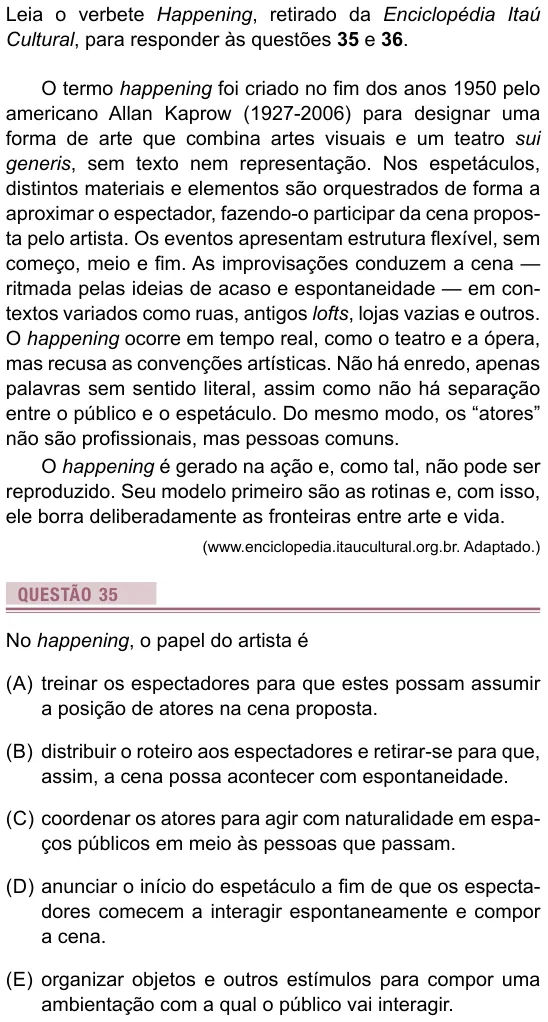 Leia o verbete Happening, retirado da Enciclopédia Itaú
Cultural, para responder às questões 35 e 36.
O termo happening foi criado no fim dos anos 1950 pelo
americano Allan Kaprow (1927-2006) para designar uma
forma de arte que combina artes visuais e um teatro sui
generis, sem texto nem representação. Nos espetáculos,
distintos materiais e elementos são orquestrados de forma a
aproximar o espectador, fazendo-o participar da cena propos-
ta pelo artista. Os eventos apresentam estrutura flexível, sem
começo, meio e fim. As improvisações conduzem a cena —
ritmada pelas ideias de acaso e espontaneidade — em con-
textos variados como ruas, antigos lofts, lojas vazias e outros.
O happening ocorre em tempo real, como o teatro e a ópera,
mas recusa as convenções artísticas. Não há enredo, apenas
palavras sem sentido literal, assim como não há separação
entre o público e o espetáculo. Do mesmo modo, os “atores”
não são profissionais, mas pessoas comuns.
O happening é gerado na ação e, como tal, não pode ser
reproduzido. Seu modelo primeiro são as rotinas e, com isso,
ele borra deliberadamente as fronteiras entre arte e vida.
(www.enciclopedia.itaucultural.org.br. Adaptado.)
QUESTÃO 35
No happening, o papel do artista é
(A) treinar os espectadores para que estes possam assumir
a posição de atores na cena proposta.
(B) distribuir o roteiro aos espectadores e retirar-se para que,
assim, a cena possa acontecer com espontaneidade.
(C) coordenar os atores para agir com naturalidade em espa-
ços públicos em meio às pessoas que passam.
(D) anunciar o início do espetáculo a fim de que os especta-
dores comecem a interagir espontaneamente e compor
a cena.
(E) organizar objetos e outros estímulos para compor uma
ambientação com a qual o público vai interagir.